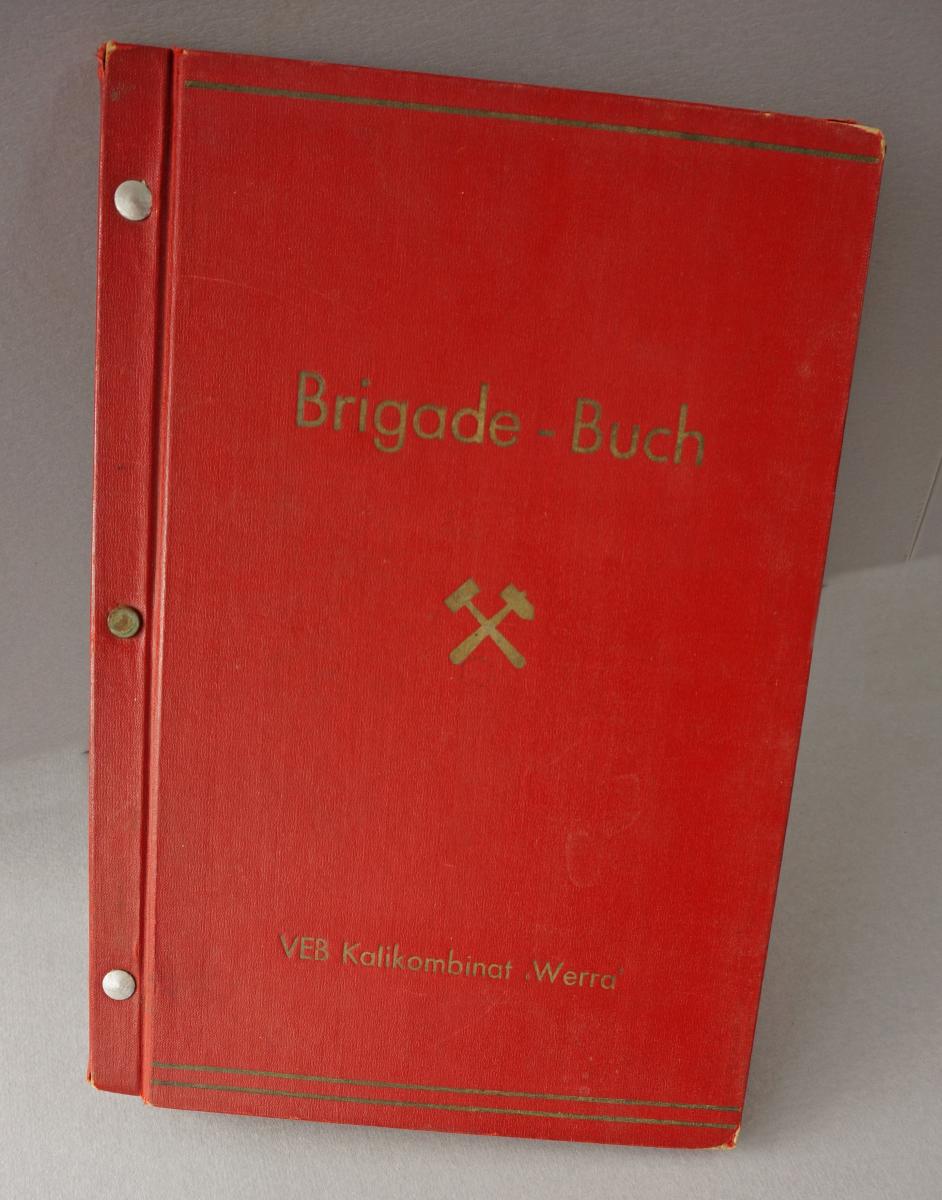 Brigade - Buch
VEB Kalikombinat ‚Werra‘